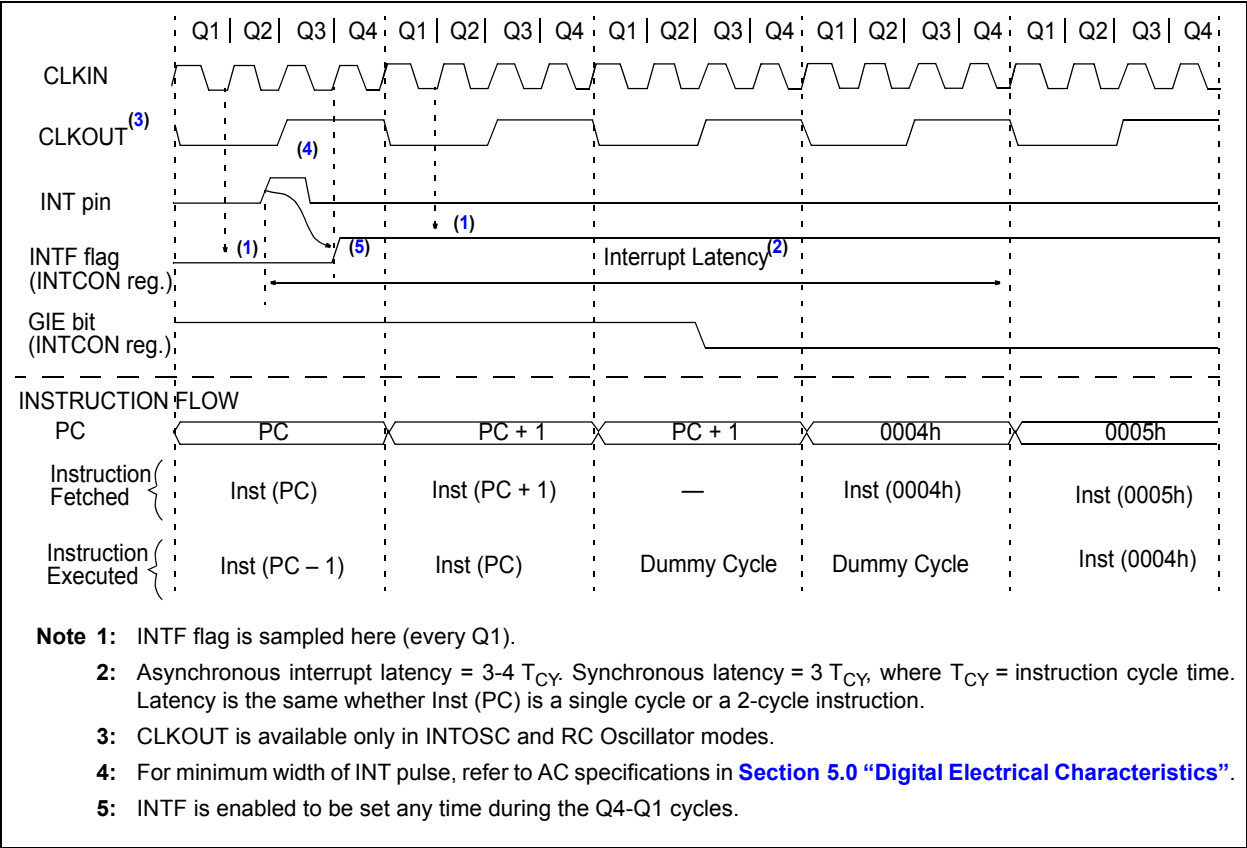 Q1 | Q2 | Q3 | Q4 Q1 | Q2 | Q3 | Q4 Q1 | Q2 | Q3 | Q4 Q1 | Q2 | Q3 | Q4 Q1 | Q2 | Q3 | Q4
CLKIN
CLKOUT(3)
(4)
INT pin
(1)
(1) (5)
INTF flag
(INTCON reg.)
Interrupt Latency(2)
GIE bit
(INTCON reg.)
INSTRUCTION FLOW
PC PC PC + 1 PC + 1 0004h 0005h
Instruction
Fetched
Inst (PC) Inst (PC + 1) — Inst (0004h) Inst (0005h)
Instruction
Executed
Inst (PC – 1) Inst (PC) Dummy Cycle Dummy Cycle Inst (0004h)
Note 1: INTF flag is sampled here (every Q1).
2: Asynchronous interrupt latency = 3-4 TCY. Synchronous latency = 3 TCY, where TCY = instruction cycle time.
Latency is the same whether Inst (PC) is a single cycle or a 2-cycle instruction.
3: CLKOUT is available only in INTOSC and RC Oscillator modes.
4: For minimum width of INT pulse, refer to AC specifications in Section 5.0 “Digital Electrical Characteristics”.
5: INTF is enabled to be set any time during the Q4-Q1 cycles.